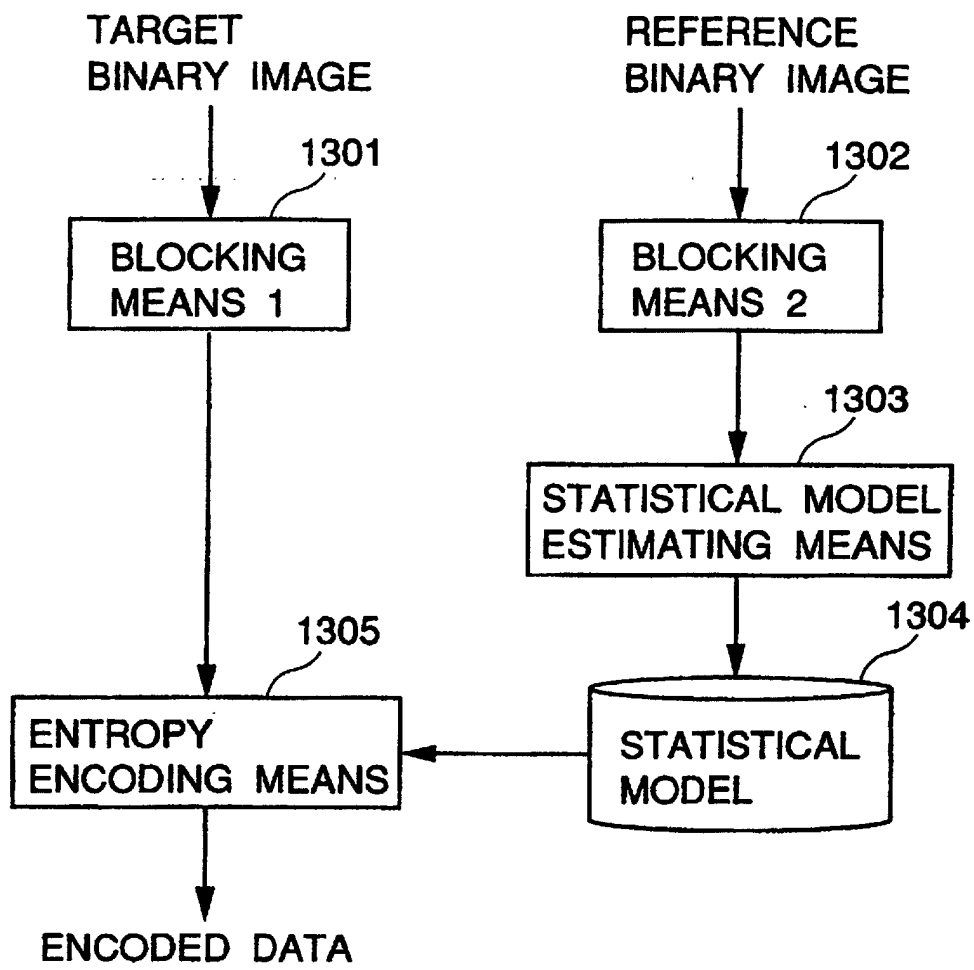 TARGET
BINARY IMAGE
REFERENCE
BINARY IMAGE
1301
BLOCKING
MEANS 1
1302
BLOCKING
MEANS 2
1303
STATISTICAL MODEL
ESTIMATING MEANS
1304
STATISTICAL
MODEL
1305
ENTROPY
ENCODING MEANS
ENCODED DATA